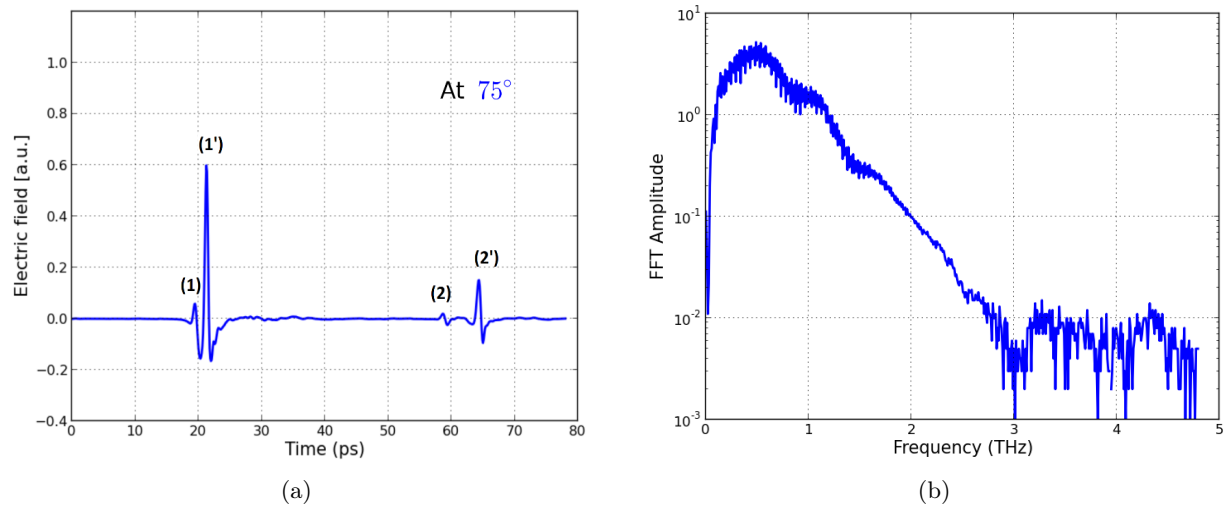 At 75°
(1')
(1)
(2)
(2')
Electric field [a.u.]
1.0
0.8
0.6
0.4
0.2
0.0
−0.2
−0.4
0 10 20 30 40 50 60 70 80
Time (ps)
(a)
FFT Amplitude
10^1
10^0
10^-1
10^-2
10^-3
0 1 2 3 4 5
Frequency (THz)
(b)